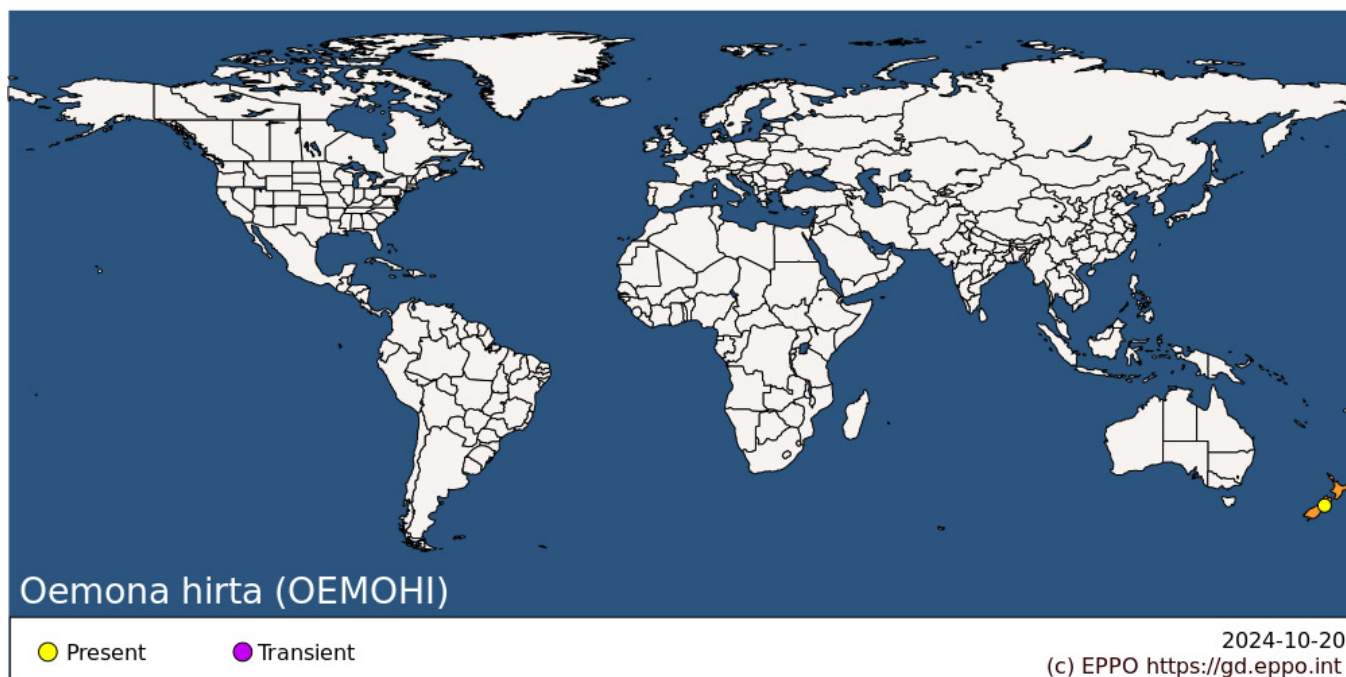 Oemona hirta (OEMOHI)
Present
Transient
2024-10-20
(c) EPPO https://gd.eppo.int